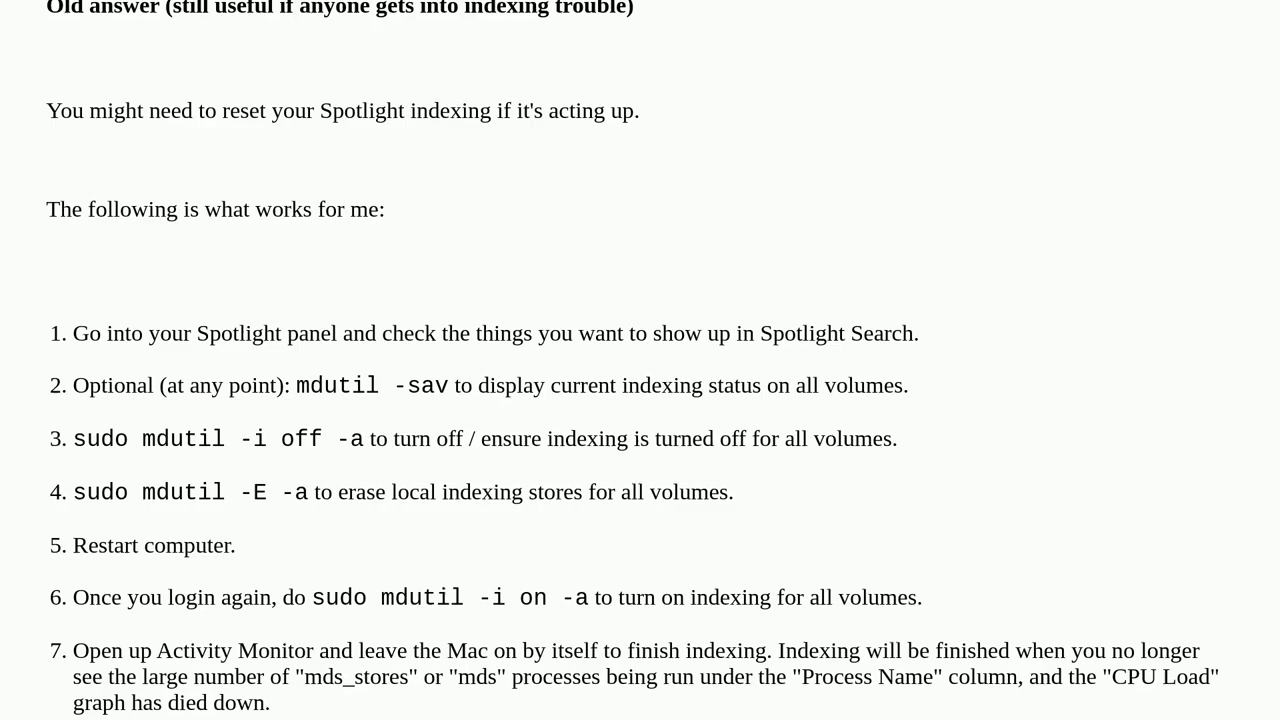 Old answer (still useful if anyone gets into indexing trouble)
You might need to reset your Spotlight indexing if it's acting up.
The following is what works for me:
1. Go into your Spotlight panel and check the things you want to show up in Spotlight Search.
2. Optional (at any point): mdutil -sav to display current indexing status on all volumes.
3. sudo mdutil -i off -a to turn off / ensure indexing is turned off for all volumes.
4. sudo mdutil -E -a to erase local indexing stores for all volumes.
5. Restart computer.
6. Once you login again, do sudo mdutil -i on -a to turn on indexing for all volumes.
7. Open up Activity Monitor and leave the Mac on by itself to finish indexing. Indexing will be finished when you no longer
see the large number of "mds_stores" or "mds" processes being run under the "Process Name" column, and the "CPU Load"
graph has died down.